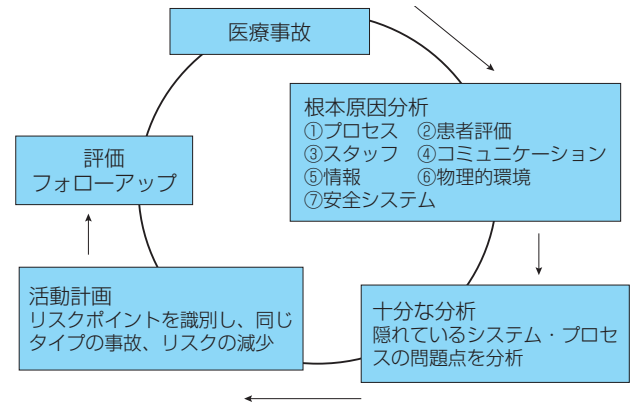 医療事故
根本原因分析
①プロセス　②患者評価
③スタッフ　④コミュニケーション
⑤情報　⑥物理的環境
⑦安全システム
十分な分析
隠れているシステム・プロセ
スの問題点を分析
活動計画
リスクポイントを識別し、同じ
タイプの事故、リスクの減少
評価
フォローアップ